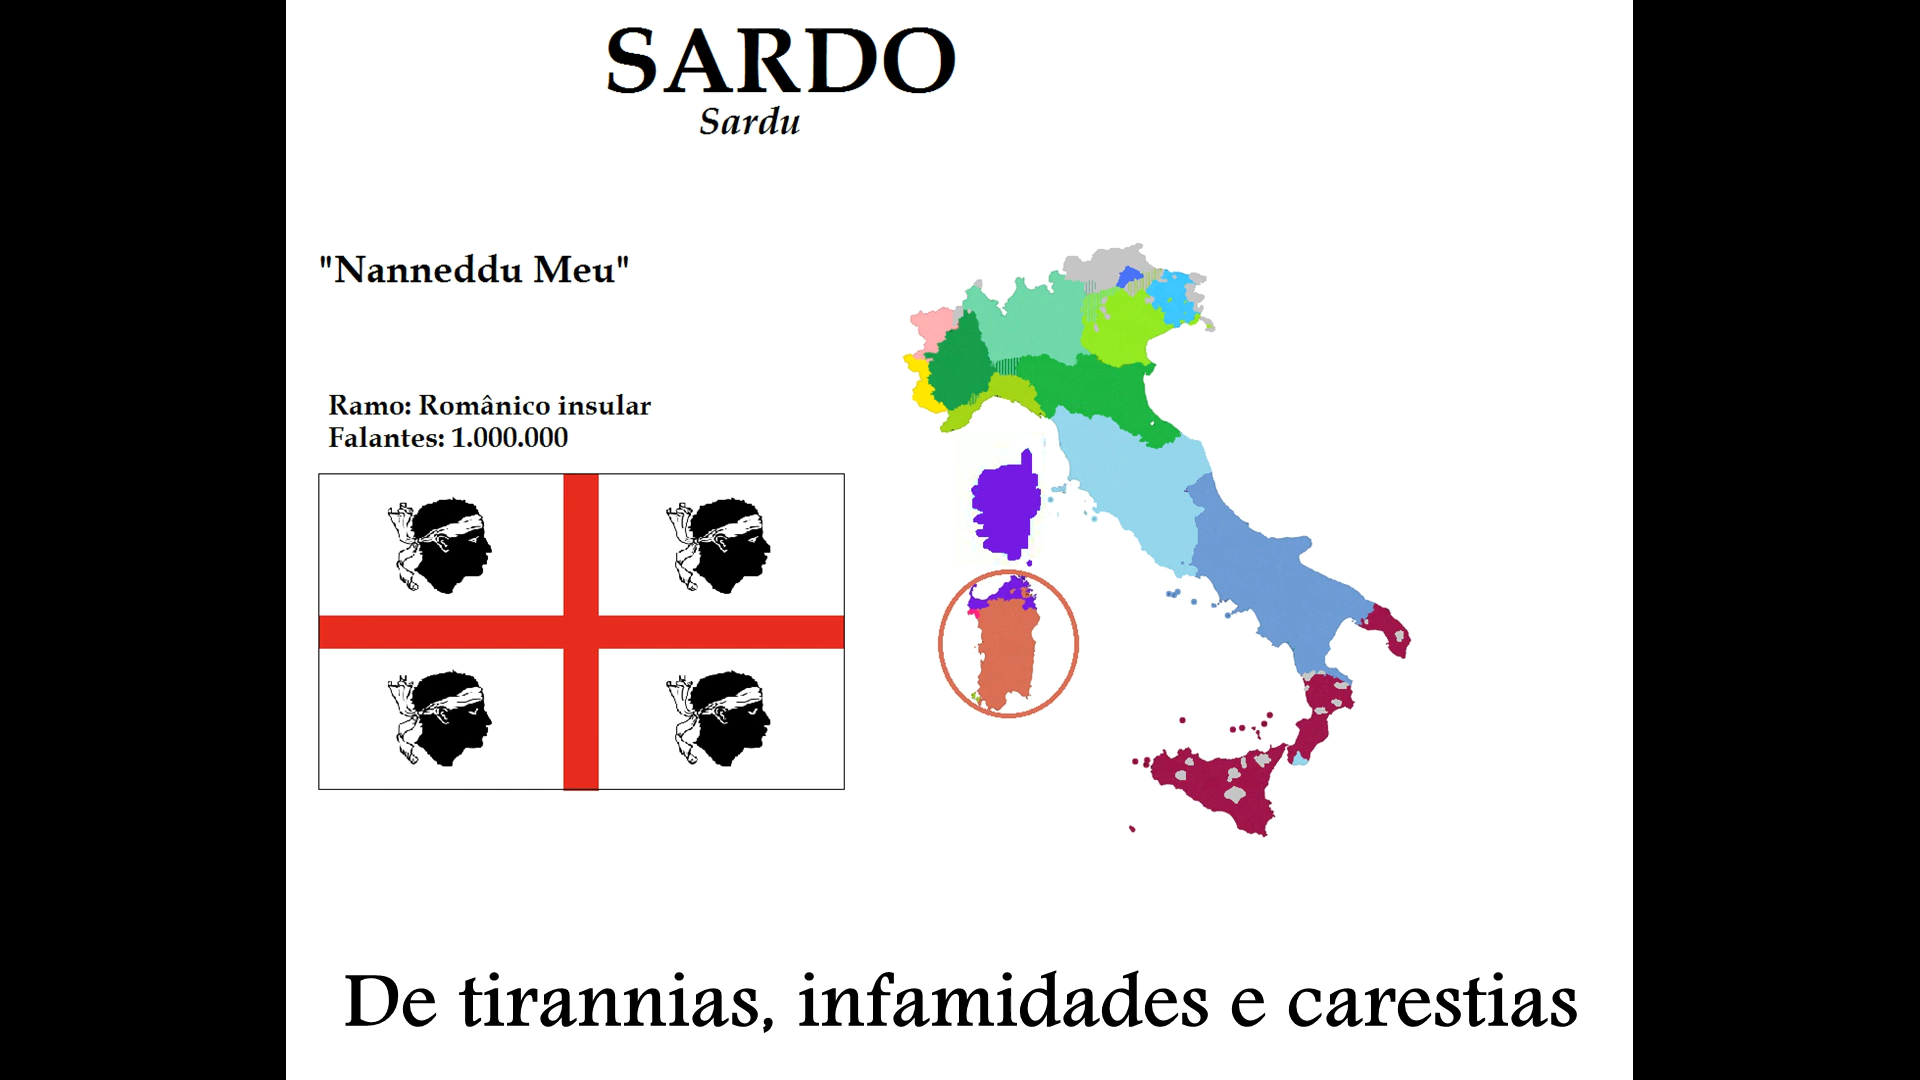 SARDO
Sardu
"Nanneddu Meu"
Ramo: Românico insular
Falantes: 1.000.000
De tirannias, infamidades e carestias